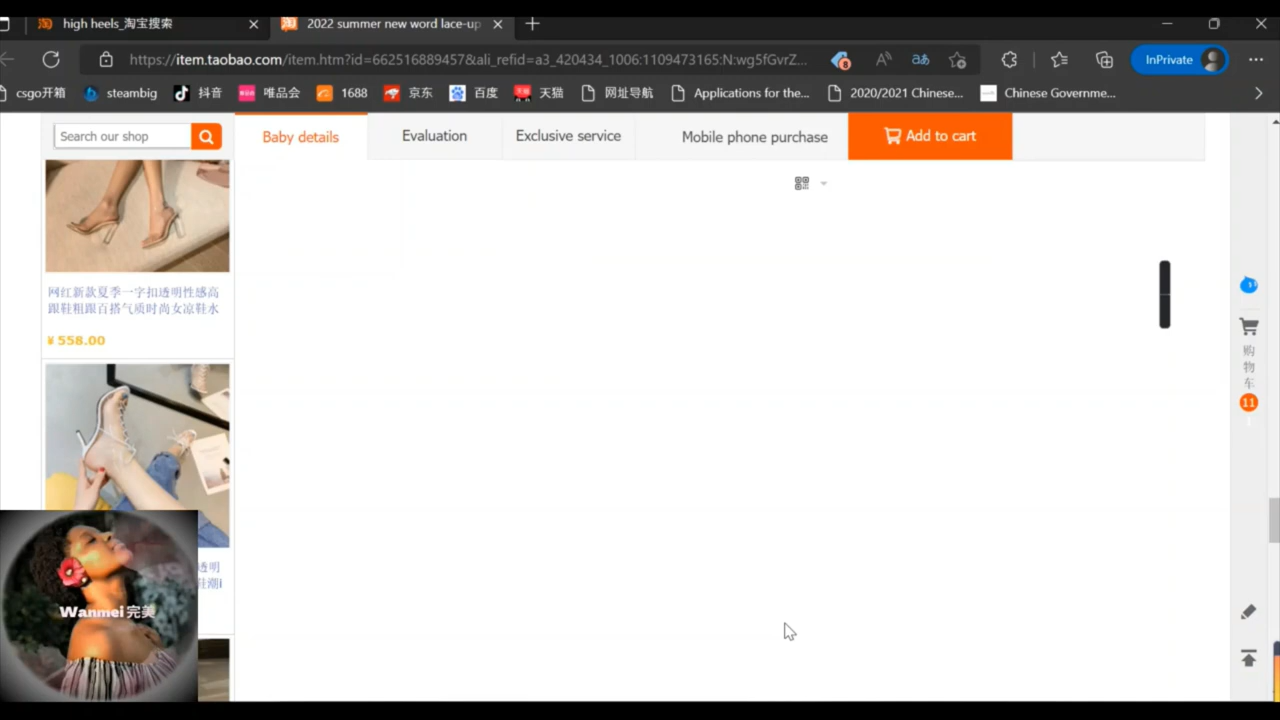 high heels_淘宝搜索
2022 summer new word lace-up
https://item.taobao.com/item.htm?id=662516889457&ali_refid=a3_420434_1006:1109473165:N:wg5fGvrZ...
8
InPrivate
csgo开箱
steambig
抖音
唯品会
1688
京东
百度
天猫
网址导航
Applications for the...
2020/2021 Chinese...
Chinese Governme...
Search our shop
Baby details
Evaluation
Exclusive service
Mobile phone purchase
Add to cart
网红新款夏季一字扣透明性感高
跟鞋粗跟百搭气质时尚女凉鞋水
¥ 558.00
购物车
11
透明
鞋潮
Wanmei 完美